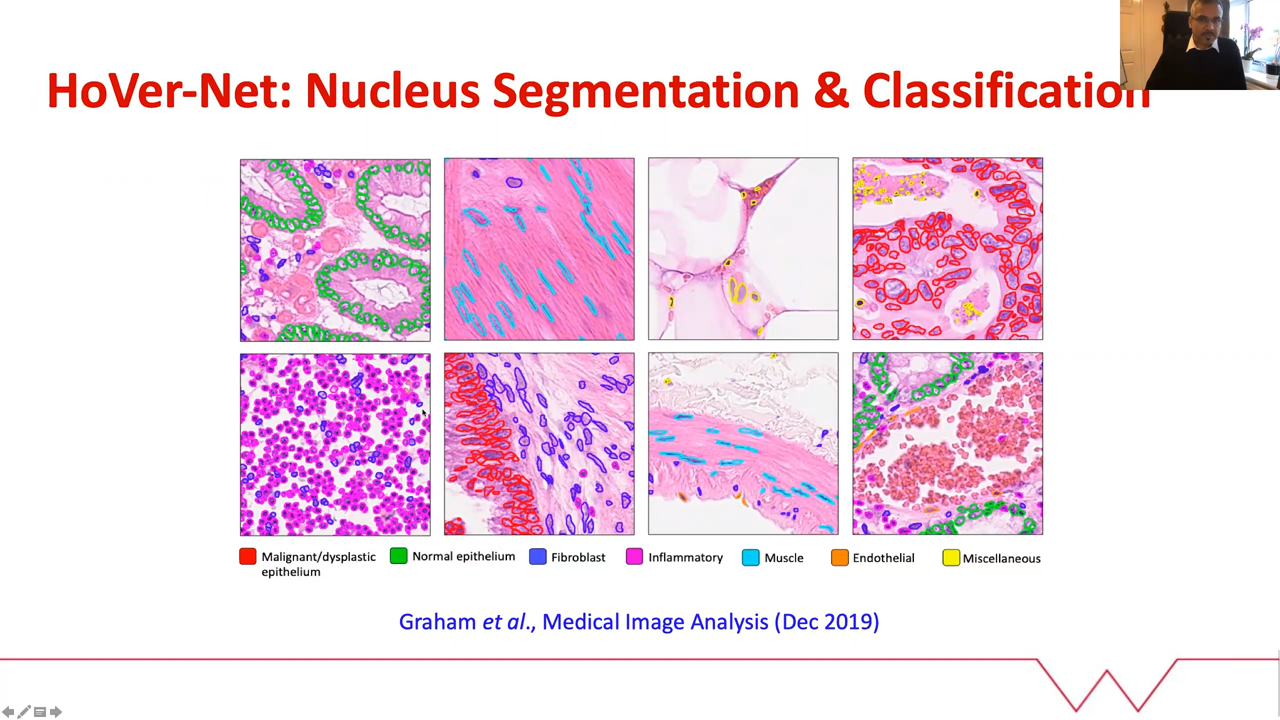 HoVer-Net: Nucleus Segmentation & Classification
Malignant/dysplastic
epithelium
Normal epithelium
Fibroblast
Inflammatory
Muscle
Endothelial
Miscellaneous
Graham et al., Medical Image Analysis (Dec 2019)